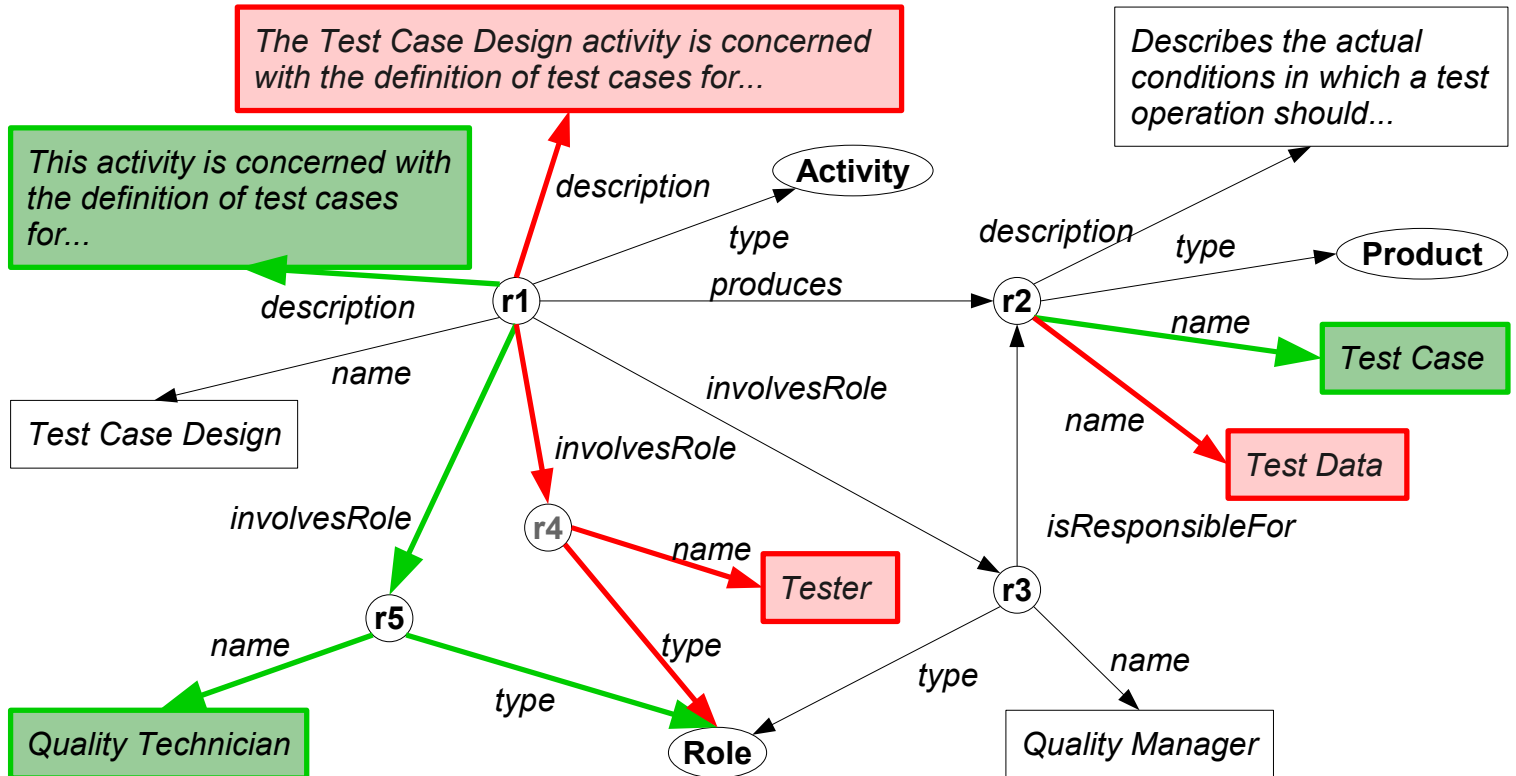 The Test Case Design activity is concerned
with the definition of test cases for...
Describes the actual
conditions in which a test
operation should...
This activity is concerned with
the definition of test cases
for...
Activity
description
type
description
type
Product
produces
r1
r2
description
name
Test Case
name
involvesRole
name
Test Case Design
involvesRole
Test Data
involvesRole
r4
name
isResponsibleFor
Tester
r3
r5
name
type
type
type
name
Quality Technician
Role
Quality Manager